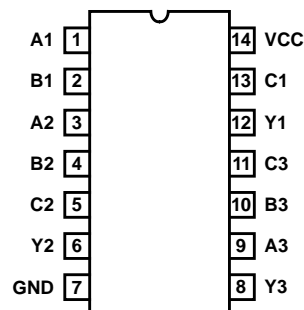 A1 1 14 VCC
B1 2 13 C1
A2 3 12 Y1
B2 4 11 C3
C2 5 10 B3
Y2 6 9 A3
GND 7 8 Y3